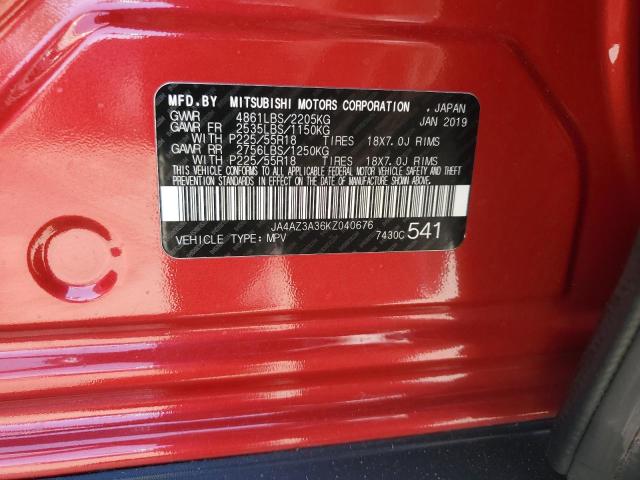 MFD.BY MITSUBISHI MOTORS CORPORATION . JAPAN
GVWR 4861LBS/2205KG JAN 2019
GAWR FR 2535LBS/1150KG
WITH P225/55R18 TIRES 18X7.0J RIMS
GAWR RR 2756LBS/1250KG
WITH P225/55R18 TIRES 18X7.0J RIMS
THIS VEHICLE CONFORMS TO ALL APPLICABLE FEDERAL MOTOR VEHICLE SAFETY AND THEFT
PREVENTION STANDARDS IN EFFECT ON THE DATE OF MANUFACTURE SHOWN ABOVE.
JA4AZ3A36KZ040676
VEHICLE TYPE: MPV 7430C 541